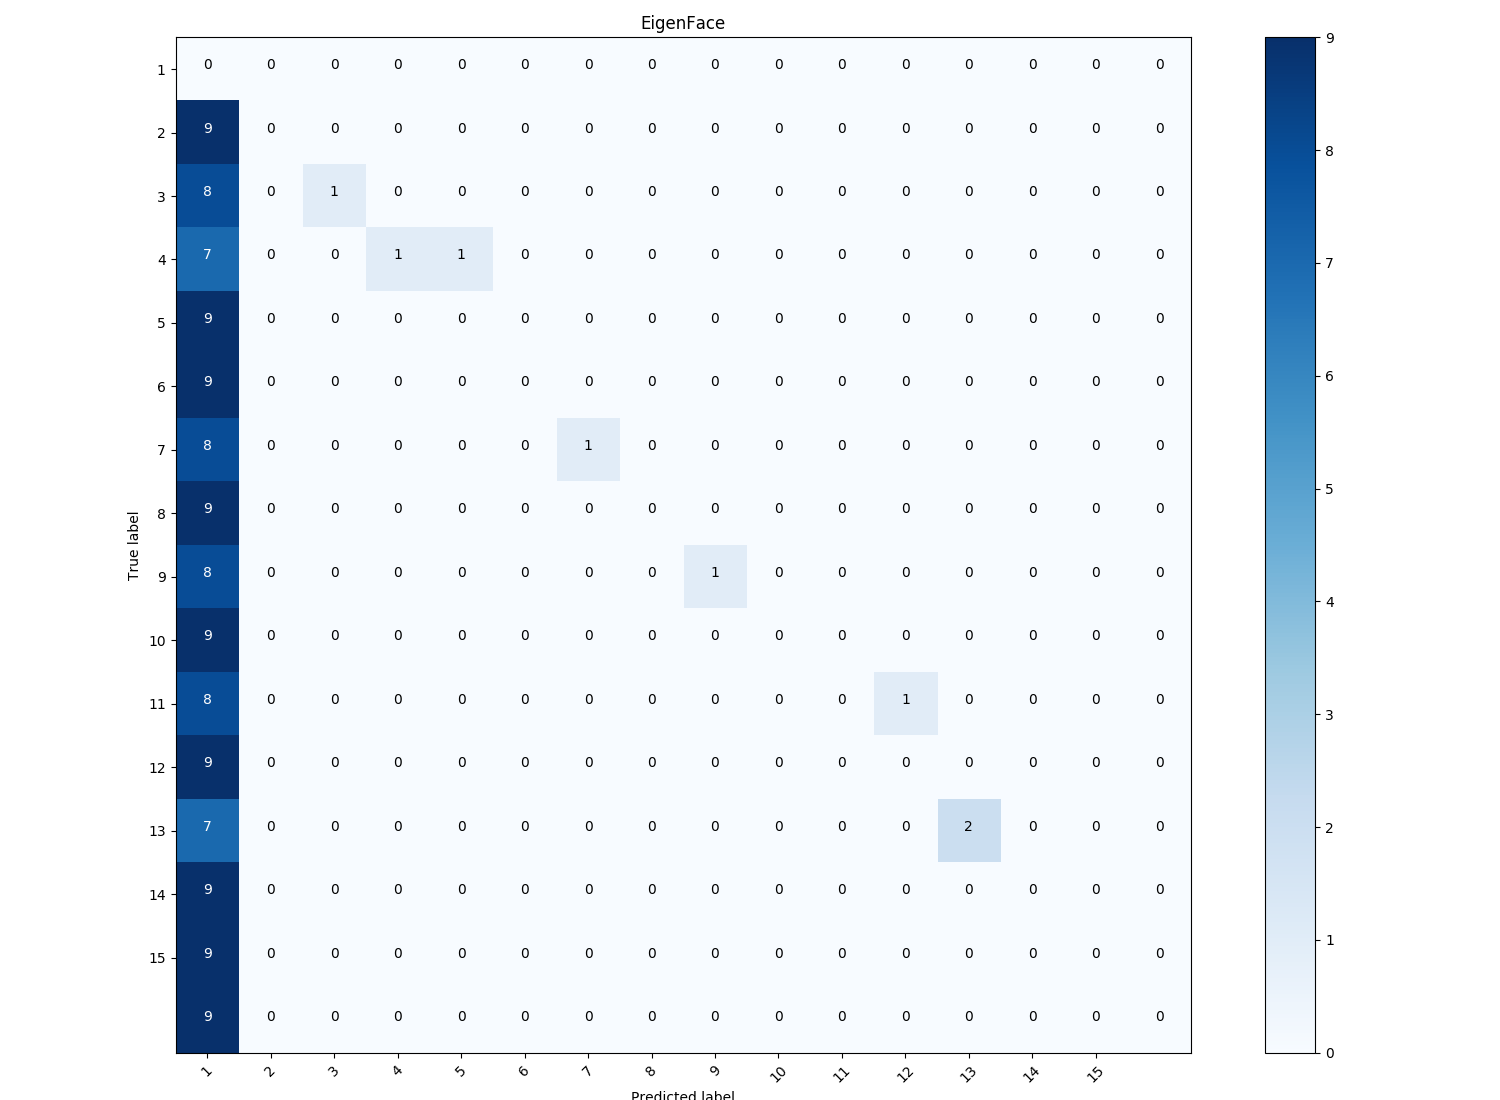 EigenFace
1 0 0 0 0 0 0 0 0 0 0 0 0 0 0 0 0
2 9 0 0 0 0 0 0 0 0 0 0 0 0 0 0 0
3 8 0 1 0 0 0 0 0 0 0 0 0 0 0 0 0
4 7 0 0 1 1 0 0 0 0 0 0 0 0 0 0 0
5 9 0 0 0 0 0 0 0 0 0 0 0 0 0 0 0
6 9 0 0 0 0 0 0 0 0 0 0 0 0 0 0 0
7 8 0 0 0 0 0 1 0 0 0 0 0 0 0 0 0
8 9 0 0 0 0 0 0 0 0 0 0 0 0 0 0 0
9 8 0 0 0 0 0 0 0 1 0 0 0 0 0 0 0
10 9 0 0 0 0 0 0 0 0 0 0 0 0 0 0 0
11 8 0 0 0 0 0 0 0 0 0 0 1 0 0 0 0
12 9 0 0 0 0 0 0 0 0 0 0 0 0 0 0 0
13 7 0 0 0 0 0 0 0 0 0 0 0 2 0 0 0
14 9 0 0 0 0 0 0 0 0 0 0 0 0 0 0 0
15 9 0 0 0 0 0 0 0 0 0 0 0 0 0 0 0
9 0 0 0 0 0 0 0 0 0 0 0 0 0 0 0
1 2 3 4 5 6 7 8 9 10 11 12 13 14 15
True label
Predicted label
9
8
7
6
5
4
3
2
1
0